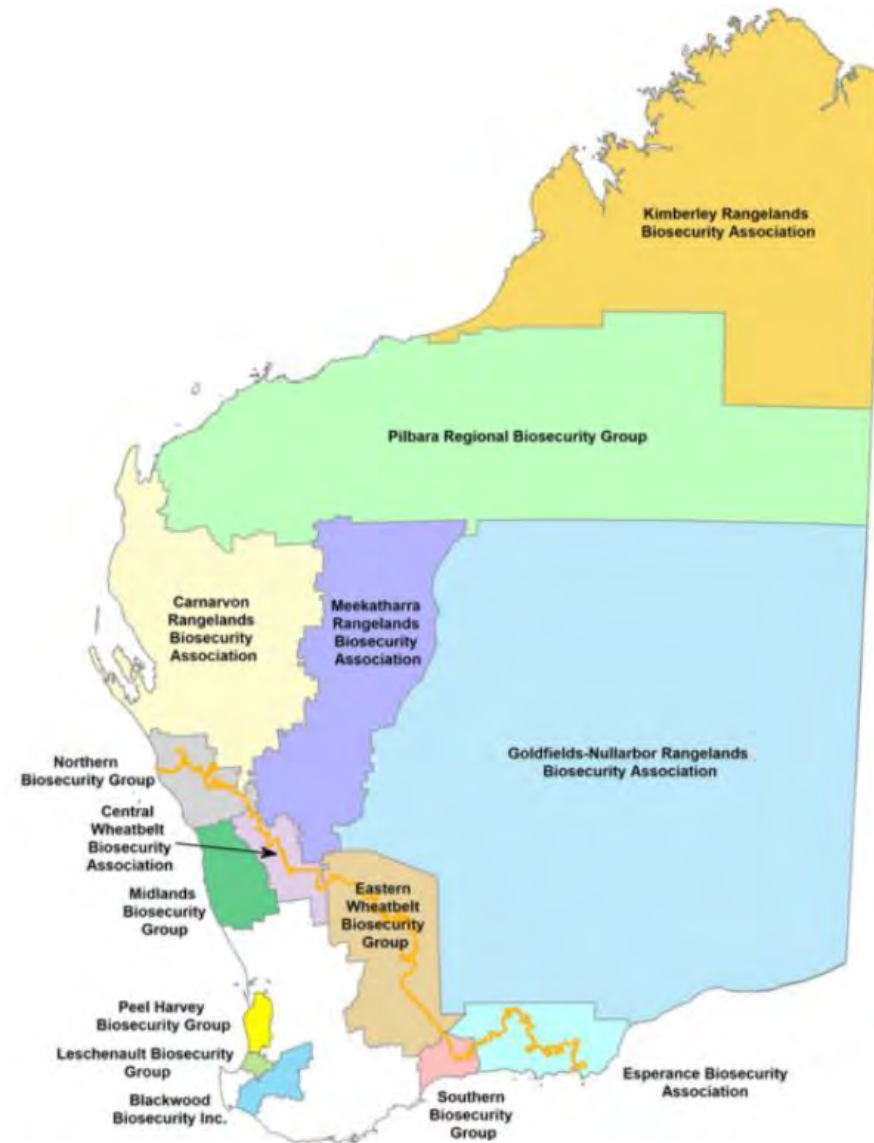 Kimberley Rangelands
Biosecurity Association
Pilbara Regional Biosecurity Group
Carnarvon
Rangelands
Biosecurity
Association
Meekatharra
Rangelands
Biosecurity
Association
Goldfields-Nullarbor Rangelands
Biosecurity Association
Northern
Biosecurity Group
Central
Wheatbelt
Biosecurity
Association
Midlands
Biosecurity
Group
Eastern
Wheatbelt
Biosecurity
Group
Peel Harvey
Biosecurity Group
Leschenault Biosecurity
Group
Blackwood
Biosecurity Inc.
Southern
Biosecurity
Group
Esperance Biosecurity
Association